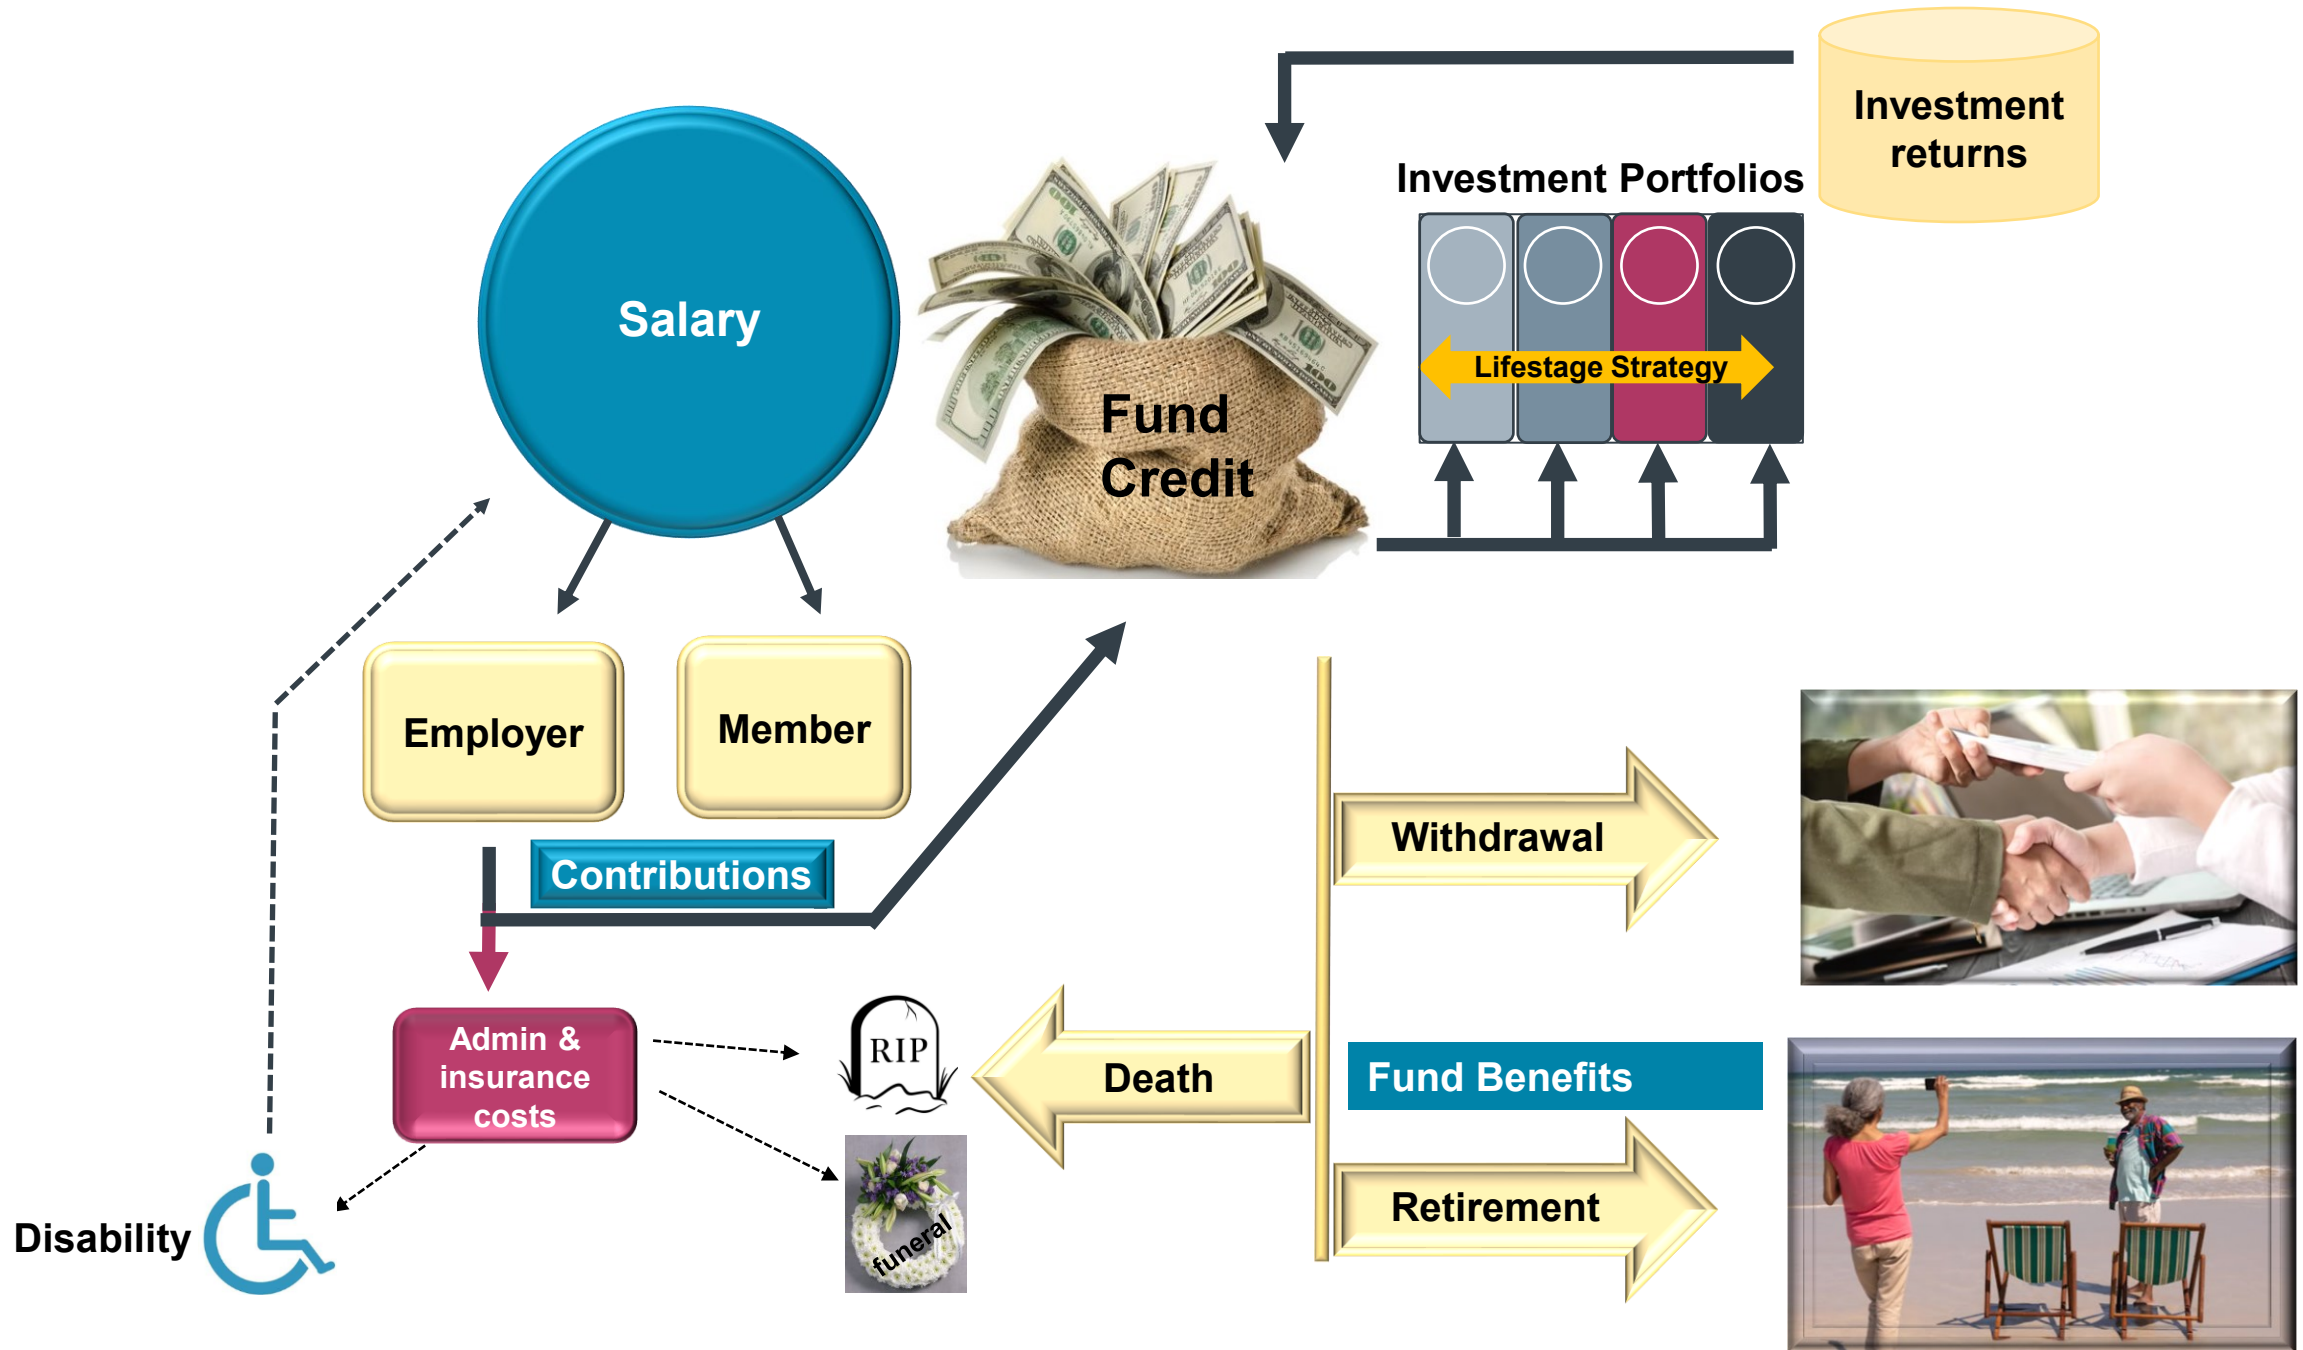 Investment
returns
Investment Portfolios
Salary
Lifestage Strategy
Fund
Credit
Employer
Member
Contributions
Withdrawal
Admin &
insurance
costs
RIP
Death
Fund Benefits
Retirement
Disability
funeral